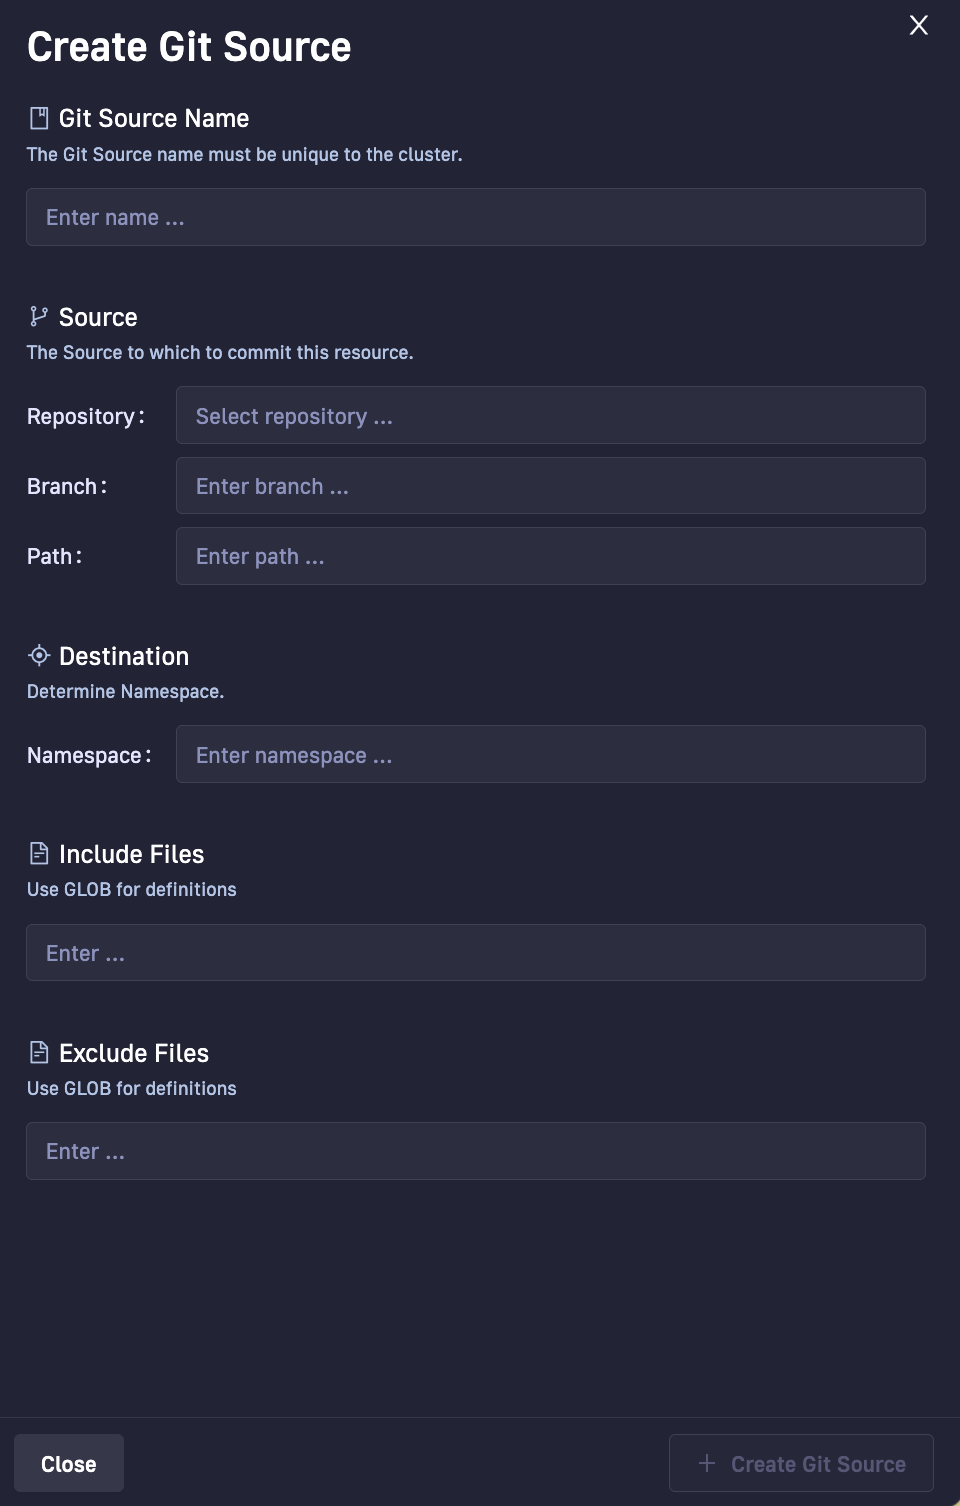 Create Git Source
Git Source Name
The Git Source name must be unique to the cluster.
Enter name ...
Source
The Source to which to commit this resource.
Repository:
Select repository ...
Branch:
Enter branch ...
Path:
Enter path ...
Destination
Determine Namespace.
Namespace:
Enter namespace ...
Include Files
Use GLOB for definitions
Enter ...
Exclude Files
Use GLOB for definitions
Enter ...
Close
+ Create Git Source